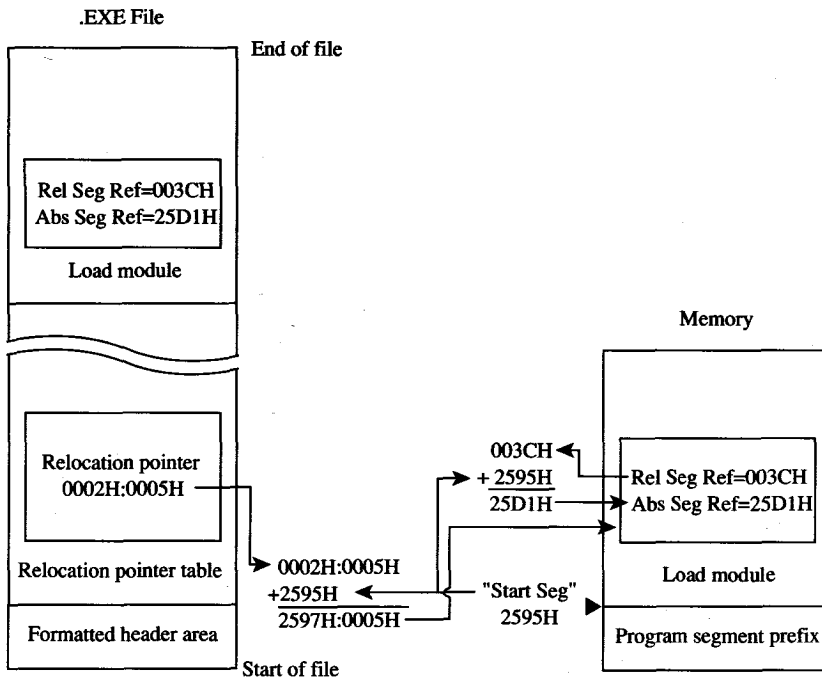 .EXE File
End of file
Rel Seg Ref=003CH
Abs Seg Ref=25D1H
Load module
Relocation pointer
0002H:0005H
Relocation pointer table
Formatted header area
Start of file
0002H:0005H
+2595H
2597H:0005H
"Start Seg"
2595H
003CH
+ 2595H
25D1H
Memory
Rel Seg Ref=003CH
Abs Seg Ref=25D1H
Load module
Program segment prefix